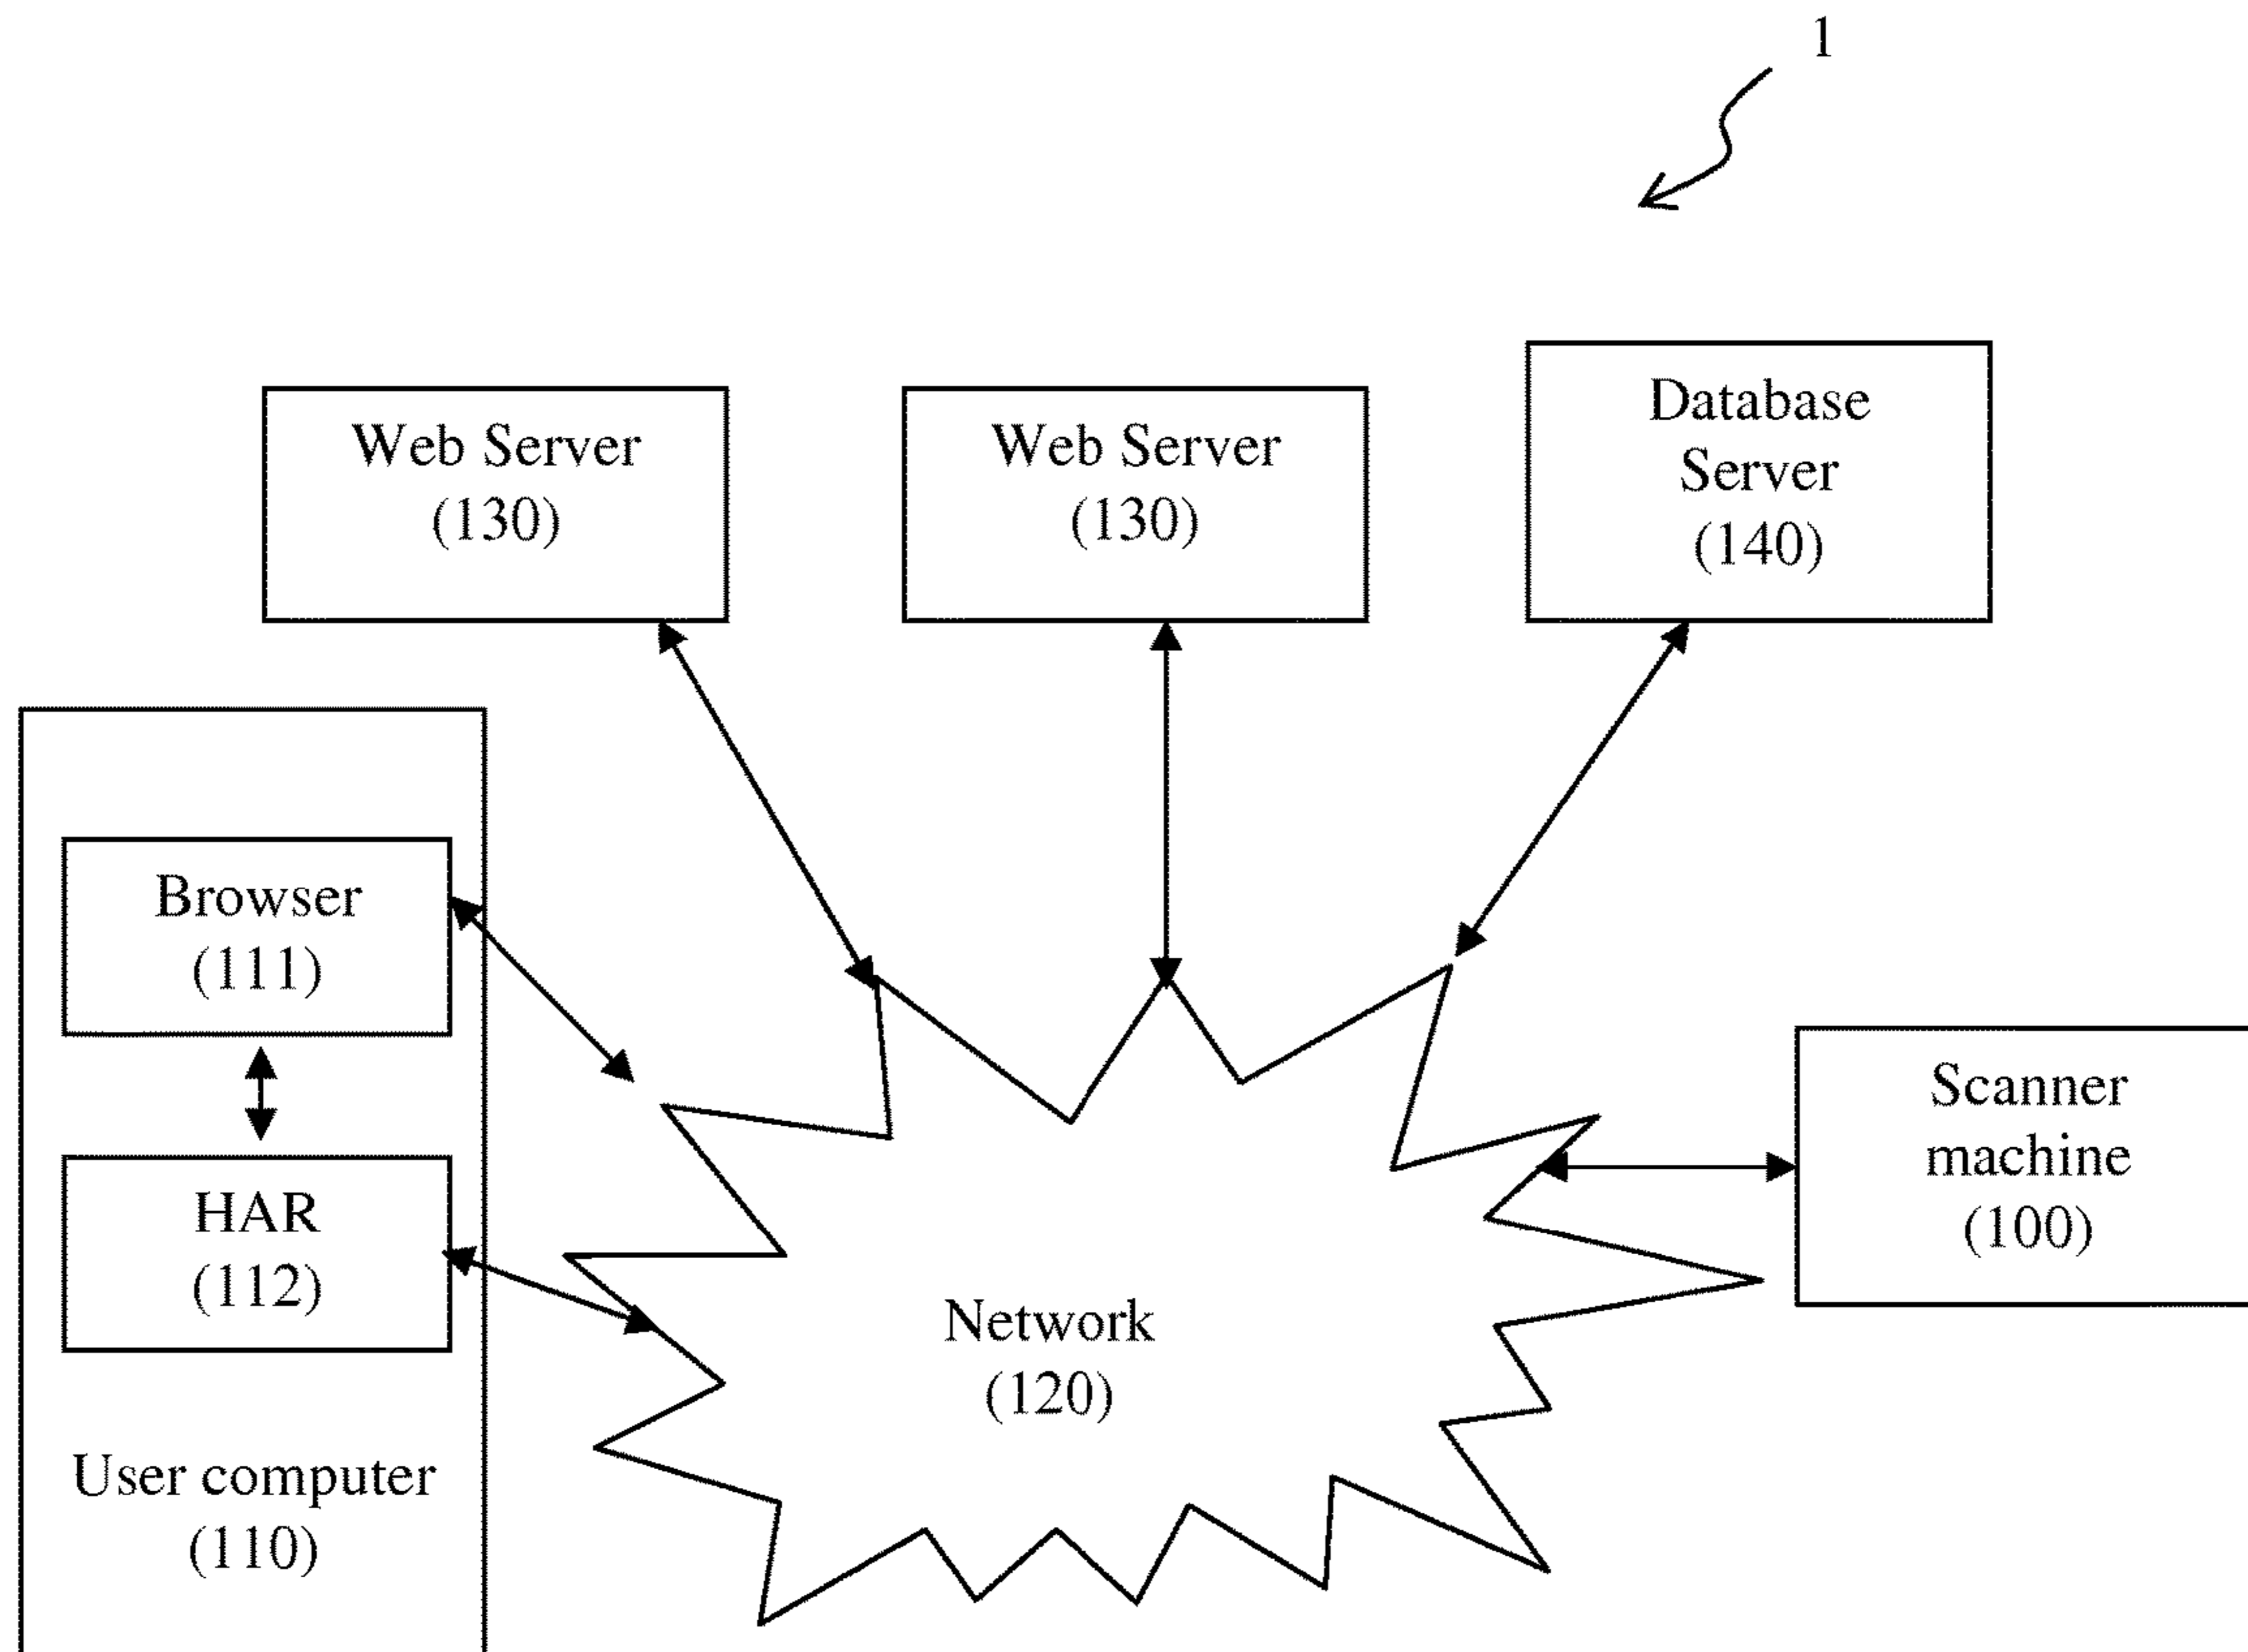 1
Web Server
(130)
Web Server
(130)
Database
Server
(140)
Browser
(111)
HAR
(112)
User computer
(110)
Network
(120)
Scanner
machine
(100)